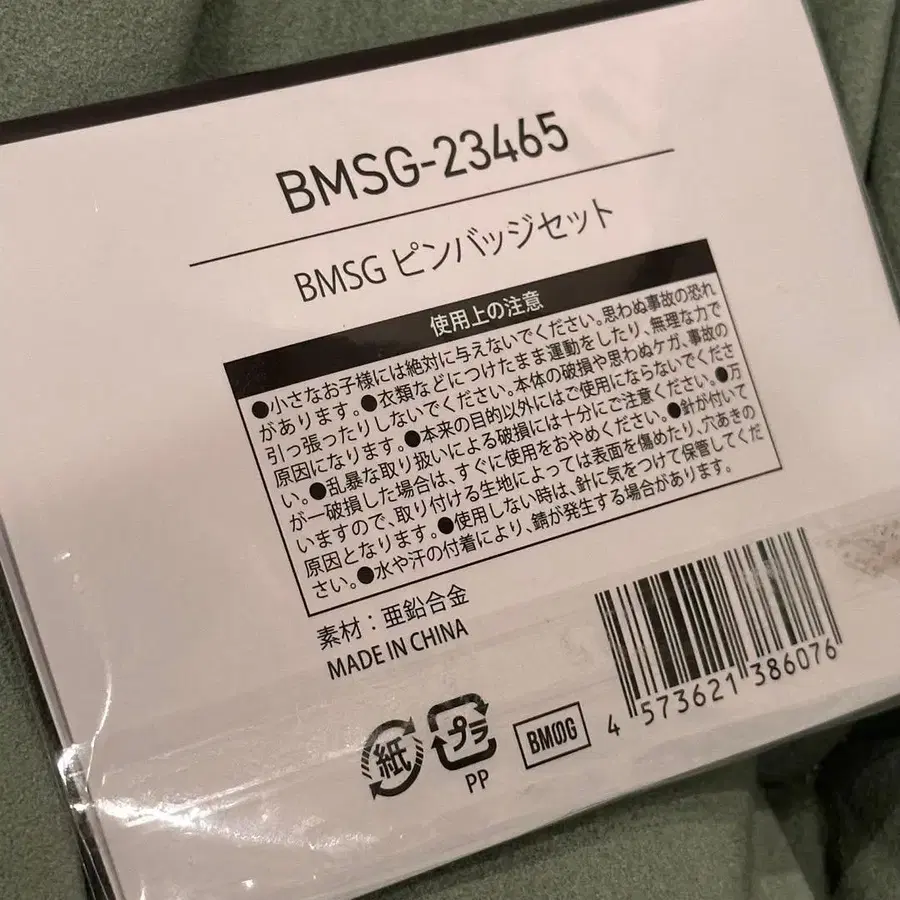 BMSG-23465
BMSG ピンバッジセット
使用上の注意
●小さなお子様には絶対に与えないでください。思わぬ事故の恐れ
があります。●衣類などにつけたまま運動をしたり、無理な力で
引っ張ったりしないでください。本体の破損や思わぬケガ、事故の
原因になります。●本来の目的以外にはご使用にならないでくださ
い。●乱暴な取り扱いによる破損には十分にご注意ください。●万
が一破損した場合は、すぐに使用をおやめください。●針が付いて
いますので、取り付ける生地によっては表面を傷めたり、穴あきの
原因となります。●使用しない時は、針に気をつけて保管してくだ
さい。●水や汗の付着により、錆が発生する場合があります。
素材：亜鉛合金
MADE IN CHINA
紙
プラ
PP
BMSG
4 573621 386076